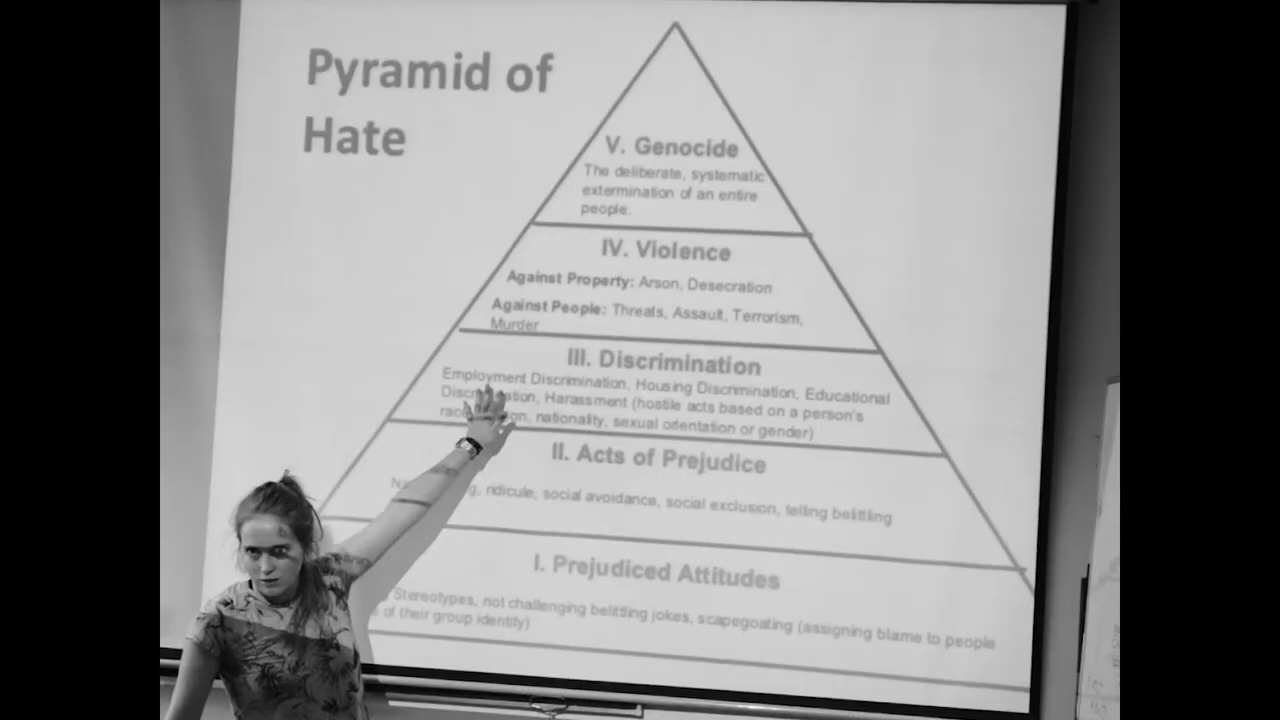 Pyramid of
Hate
V. Genocide
The deliberate, systematic
extermination of an entire
people.
IV. Violence
Against Property: Arson, Desecration
Against People: Threats, Assault, Terrorism,
Murder
III. Discrimination
Employment Discrimination, Housing Discrimination, Educational
Harassment (hostile acts based on a person's
nationality, sexual orientation or gender)
II. Acts of Prejudice
ridicule, social avoidance, social exclusion, telling belittling
I. Prejudiced Attitudes
Stereotypes, not challenging belittling jokes, scapegoating (assigning blame to people
of their group identity)